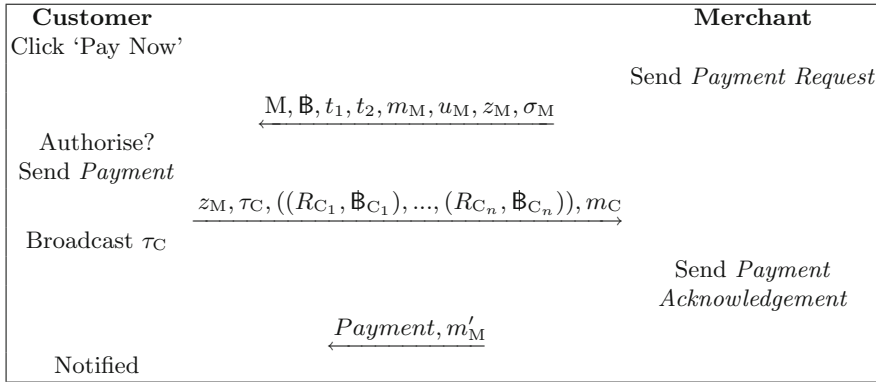 Customer Merchant
Click ‘Pay Now’
Send Payment Request
M, ₿, t₁, t₂, m_M, u_M, z_M, σ_M
Authorise?
Send Payment
z_M, τ_C, ((R_C₁, ₿_C₁), ..., (R_Cₙ, ₿_Cₙ)), m_C
Broadcast τ_C
Send Payment
Acknowledgement
Payment, m′_M
Notified